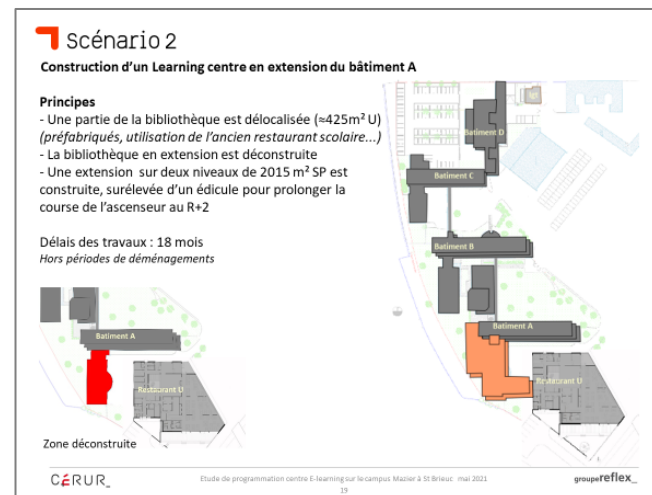 Scénario 2
Construction d'un Learning centre en extension du bâtiment A
Principes
- Une partie de la bibliothèque est délocalisée (≈425m² U)
(préfabriqués, utilisation de l'ancien restaurant scolaire...)
- La bibliothèque en extension est déconstruite
- Une extension sur deux niveaux de 2015 m² SP est
construite, surélevée d'un édicule pour prolonger la
course de l'ascenseur au R+2
Délais des travaux : 18 mois
Hors périodes de déménagements
Batiment D
Batiment C
Batiment B
Batiment A
Restaurant U
Batiment A
Restaurant U
Zone déconstruite
CÉRUR_
Etude de programmation centre E-learning sur le campus Mazier à St Brieuc mai 2021
19
groupereflex_